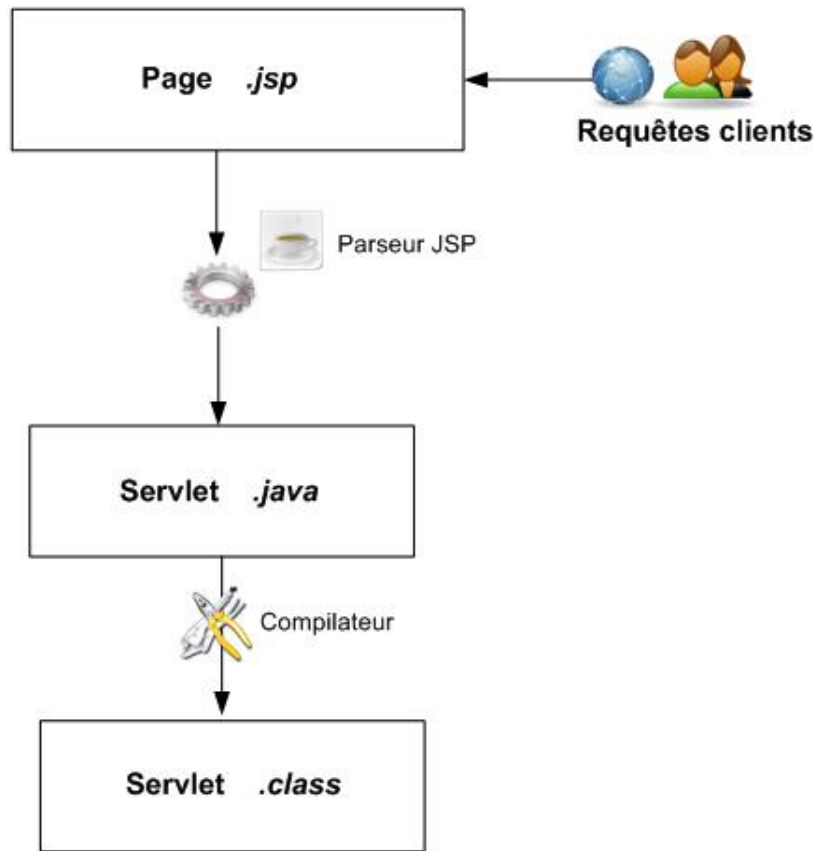 Page .jsp
Requêtes clients
Parseur JSP
Servlet .java
Compilateur
Servlet .class